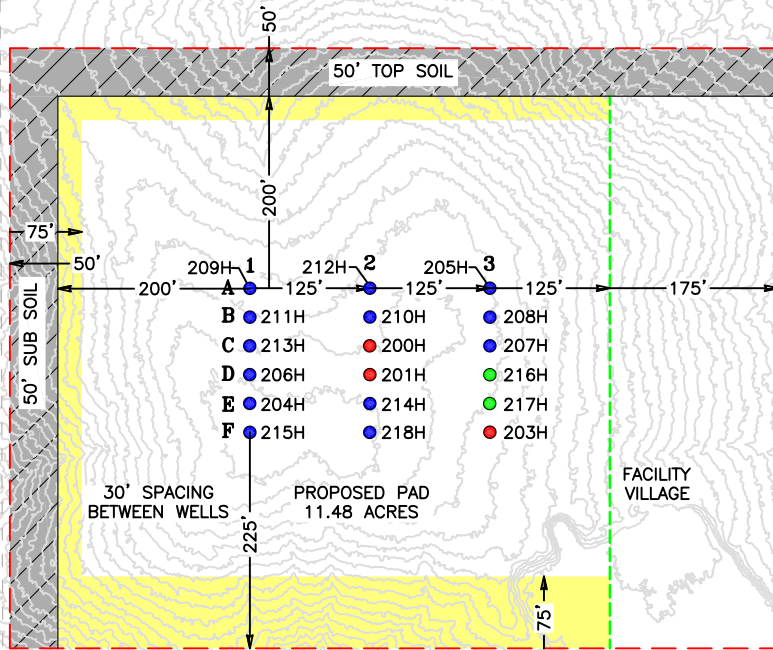 50'
50' TOP SOIL
200'
75'
50'
209H
1
212H
2
205H
3
200'
A
125'
125'
125'
175'
B
211H
210H
208H
C
213H
200H
207H
D
206H
201H
216H
E
204H
214H
217H
F
215H
218H
203H
50' SUB SOIL
30' SPACING
BETWEEN WELLS
PROPOSED PAD
11.48 ACRES
FACILITY
VILLAGE
225'
75'